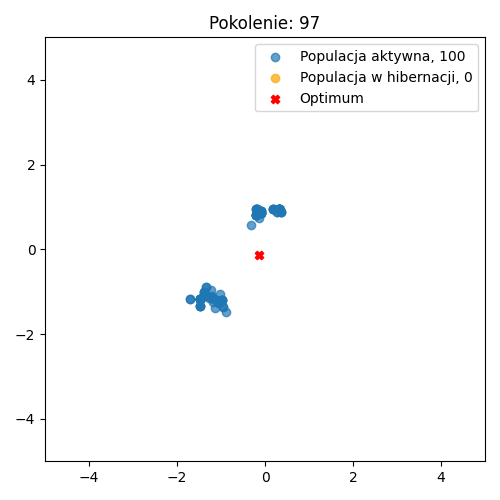 Pokolenie: 97
Populacja aktywna, 100
Populacja w hibernacji, 0
Optimum
4
2
0
−2
−4
−4 −2 0 2 4